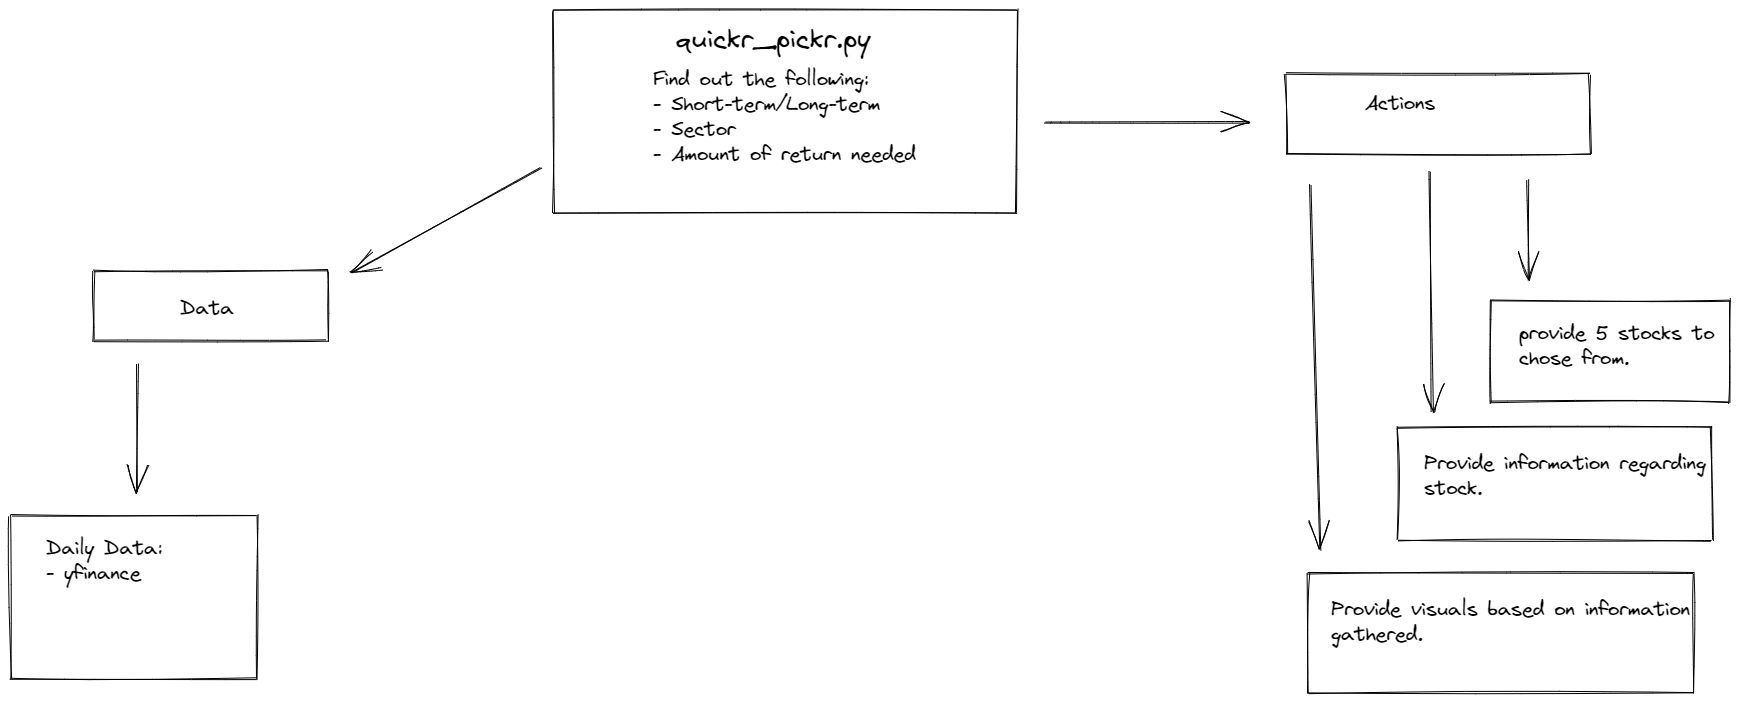 quickr_pickr.py
Find out the following:
- Short-term/Long-term
- Sector
- Amount of return needed
Actions
Data
provide 5 stocks to
chose from.
Provide information regarding
stock.
Daily Data:
- yfinance
Provide visuals based on information
gathered.